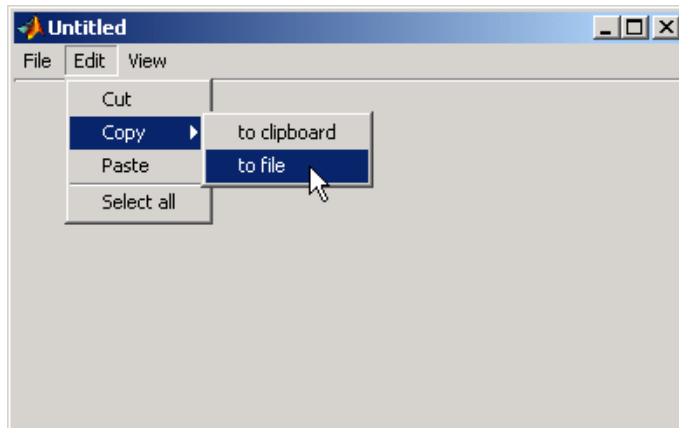 Untitled
File Edit View
Cut
Copy
to clipboard
Paste
to file
Select all